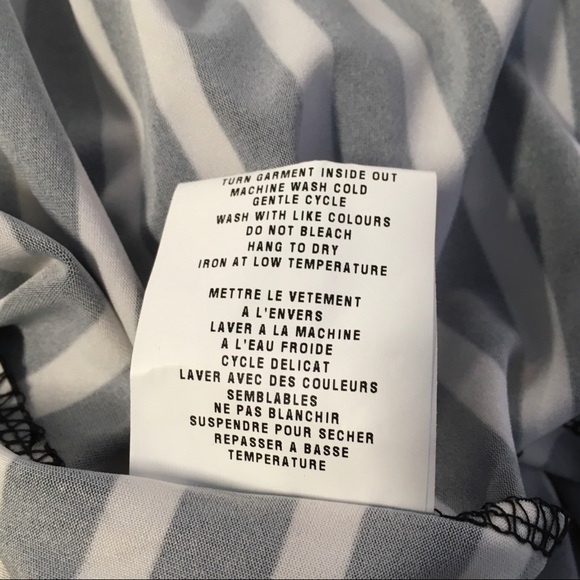 TURN GARMENT INSIDE OUT
MACHINE WASH COLD
GENTLE CYCLE
WASH WITH LIKE COLOURS
DO NOT BLEACH
HANG TO DRY
IRON AT LOW TEMPERATURE
METTRE LE VETEMENT
A L'ENVERS
LAVER A LA MACHINE
A L'EAU FROIDE
CYCLE DELICAT
LAVER AVEC DES COULEURS
SEMBLABLES
NE PAS BLANCHIR
SUSPENDRE POUR SECHER
REPASSER A BASSE
TEMPERATURE